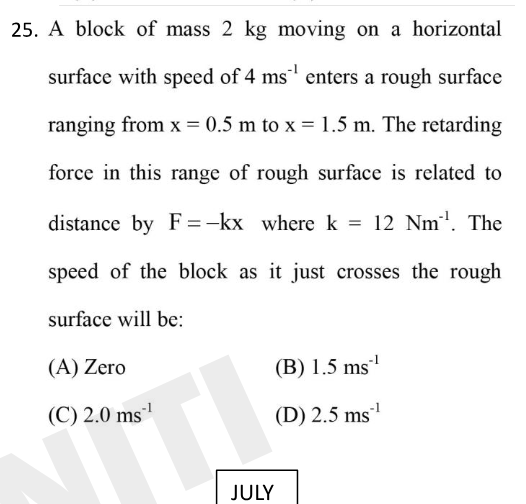 25. A block of mass 2 kg moving on a horizontal
surface with speed of 4 ms⁻¹ enters a rough surface
ranging from x = 0.5 m to x = 1.5 m. The retarding
force in this range of rough surface is related to
distance by F = –kx where k = 12 Nm⁻¹. The
speed of the block as it just crosses the rough
surface will be:
(A) Zero (B) 1.5 ms⁻¹
(C) 2.0 ms⁻¹ (D) 2.5 ms⁻¹
NITI
JULY